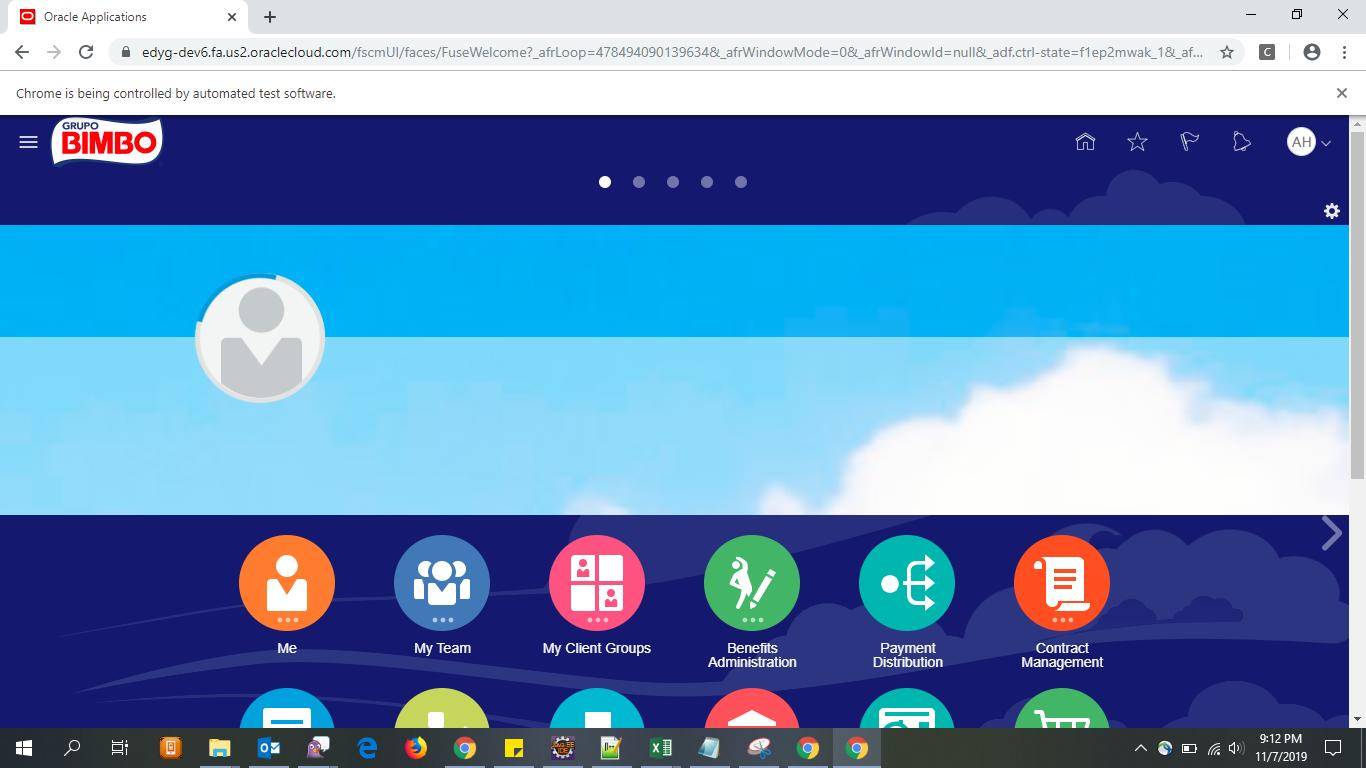 Oracle Applications
edyg-dev6.fa.us2.oraclecloud.com/fscmUI/faces/FuseWelcome?_afrLoop=4784940901139634&_afrWindowMode=0&_afrWindowId=null&_adf.ctrl-state=f1ep2mwak_1&_af...
C
Chrome is being controlled by automated test software.
GRUPO
BIMBO
AH
Me
My Team
My Client Groups
Benefits
Administration
Payment
Distribution
Contract
Management
9:12 PM
11/7/2019